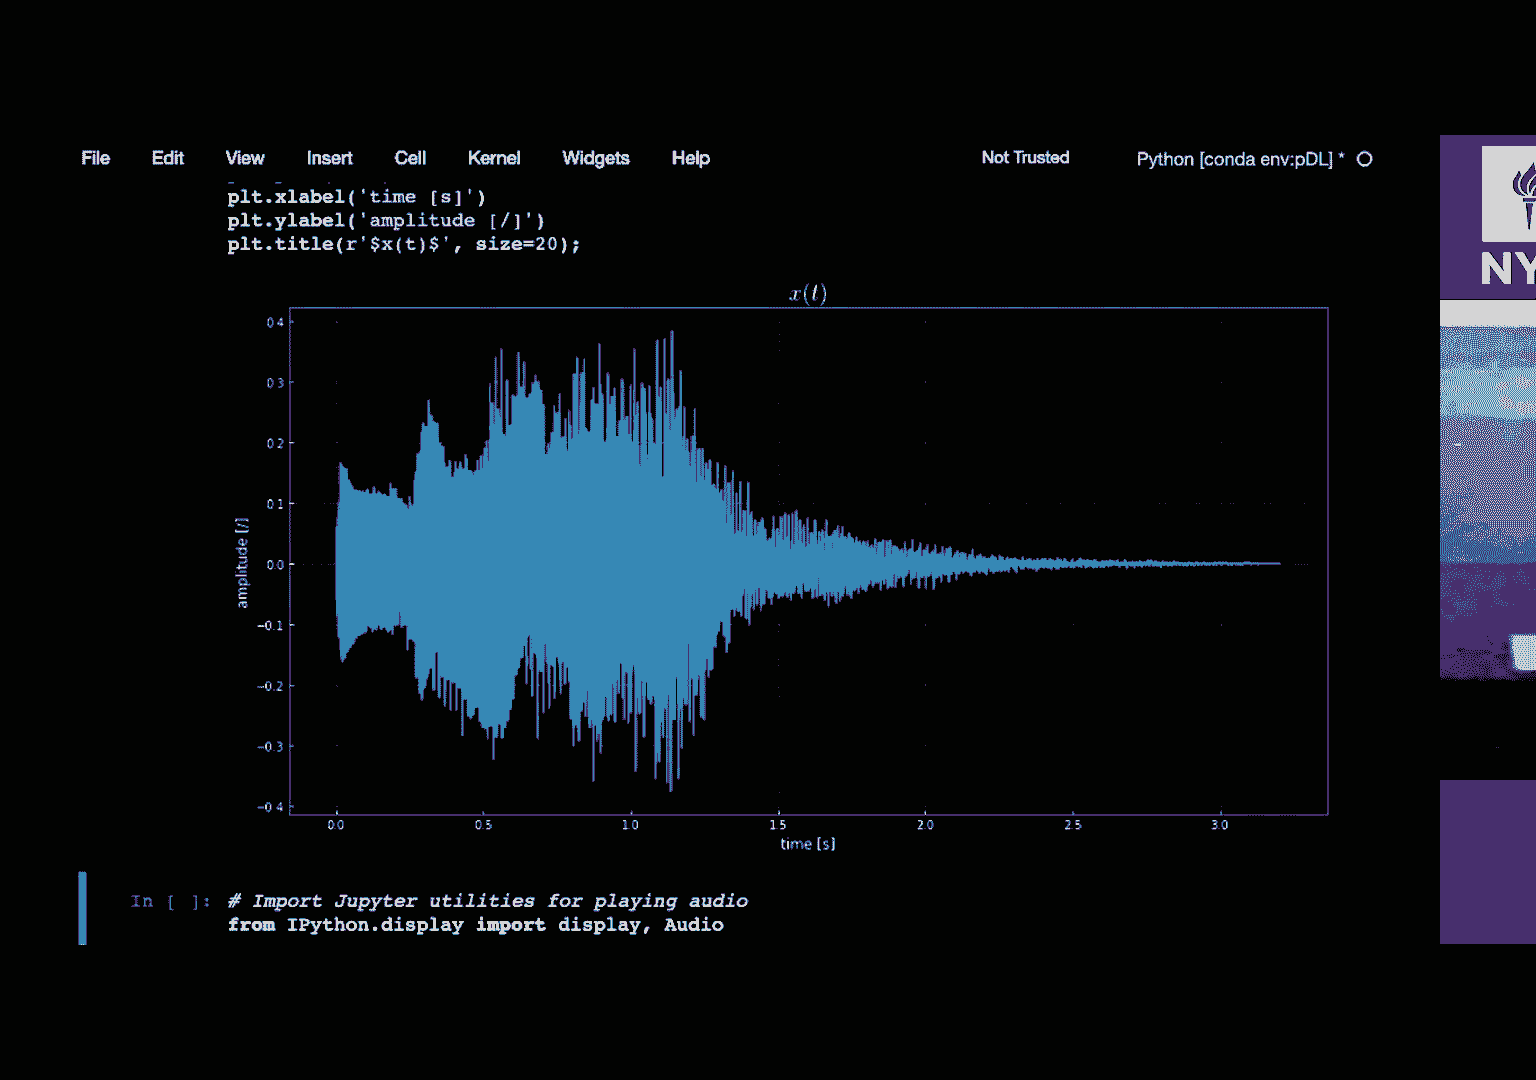 File Edit View Insert Cell Kernel Widgets Help Not Trusted Python [conda env:pDL] *
plt.xlabel('time [s]')
plt.ylabel('amplitude [/]')
plt.title(r'$x(t)$', size=20);
x(t)
0.4
0.3
0.2
0.1
0.0
−0.1
−0.2
−0.3
−0.4
amplitude [/]
0.0 0.5 1.0 1.5 2.0 2.5 3.0
time [s]
In [ ]: # Import Jupyter utilities for playing audio
from IPython.display import display, Audio
NY